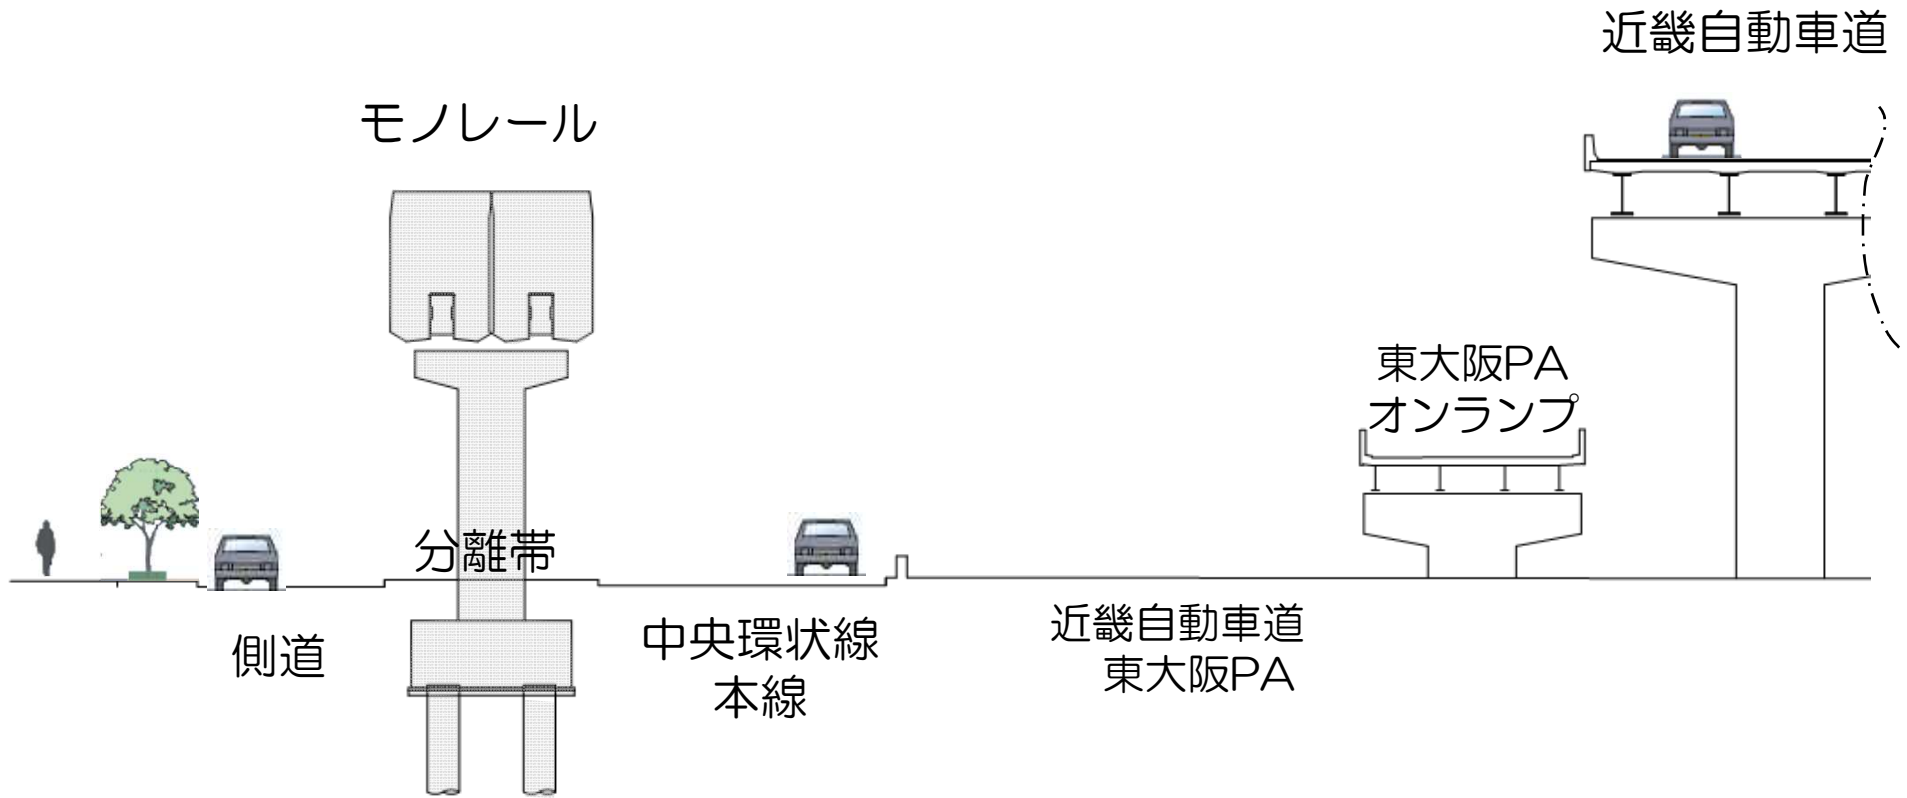 近畿自動車道
モノレール
東大阪PA
オンランプ
分離帯
側道
中央環状線
本線
近畿自動車道
東大阪PA